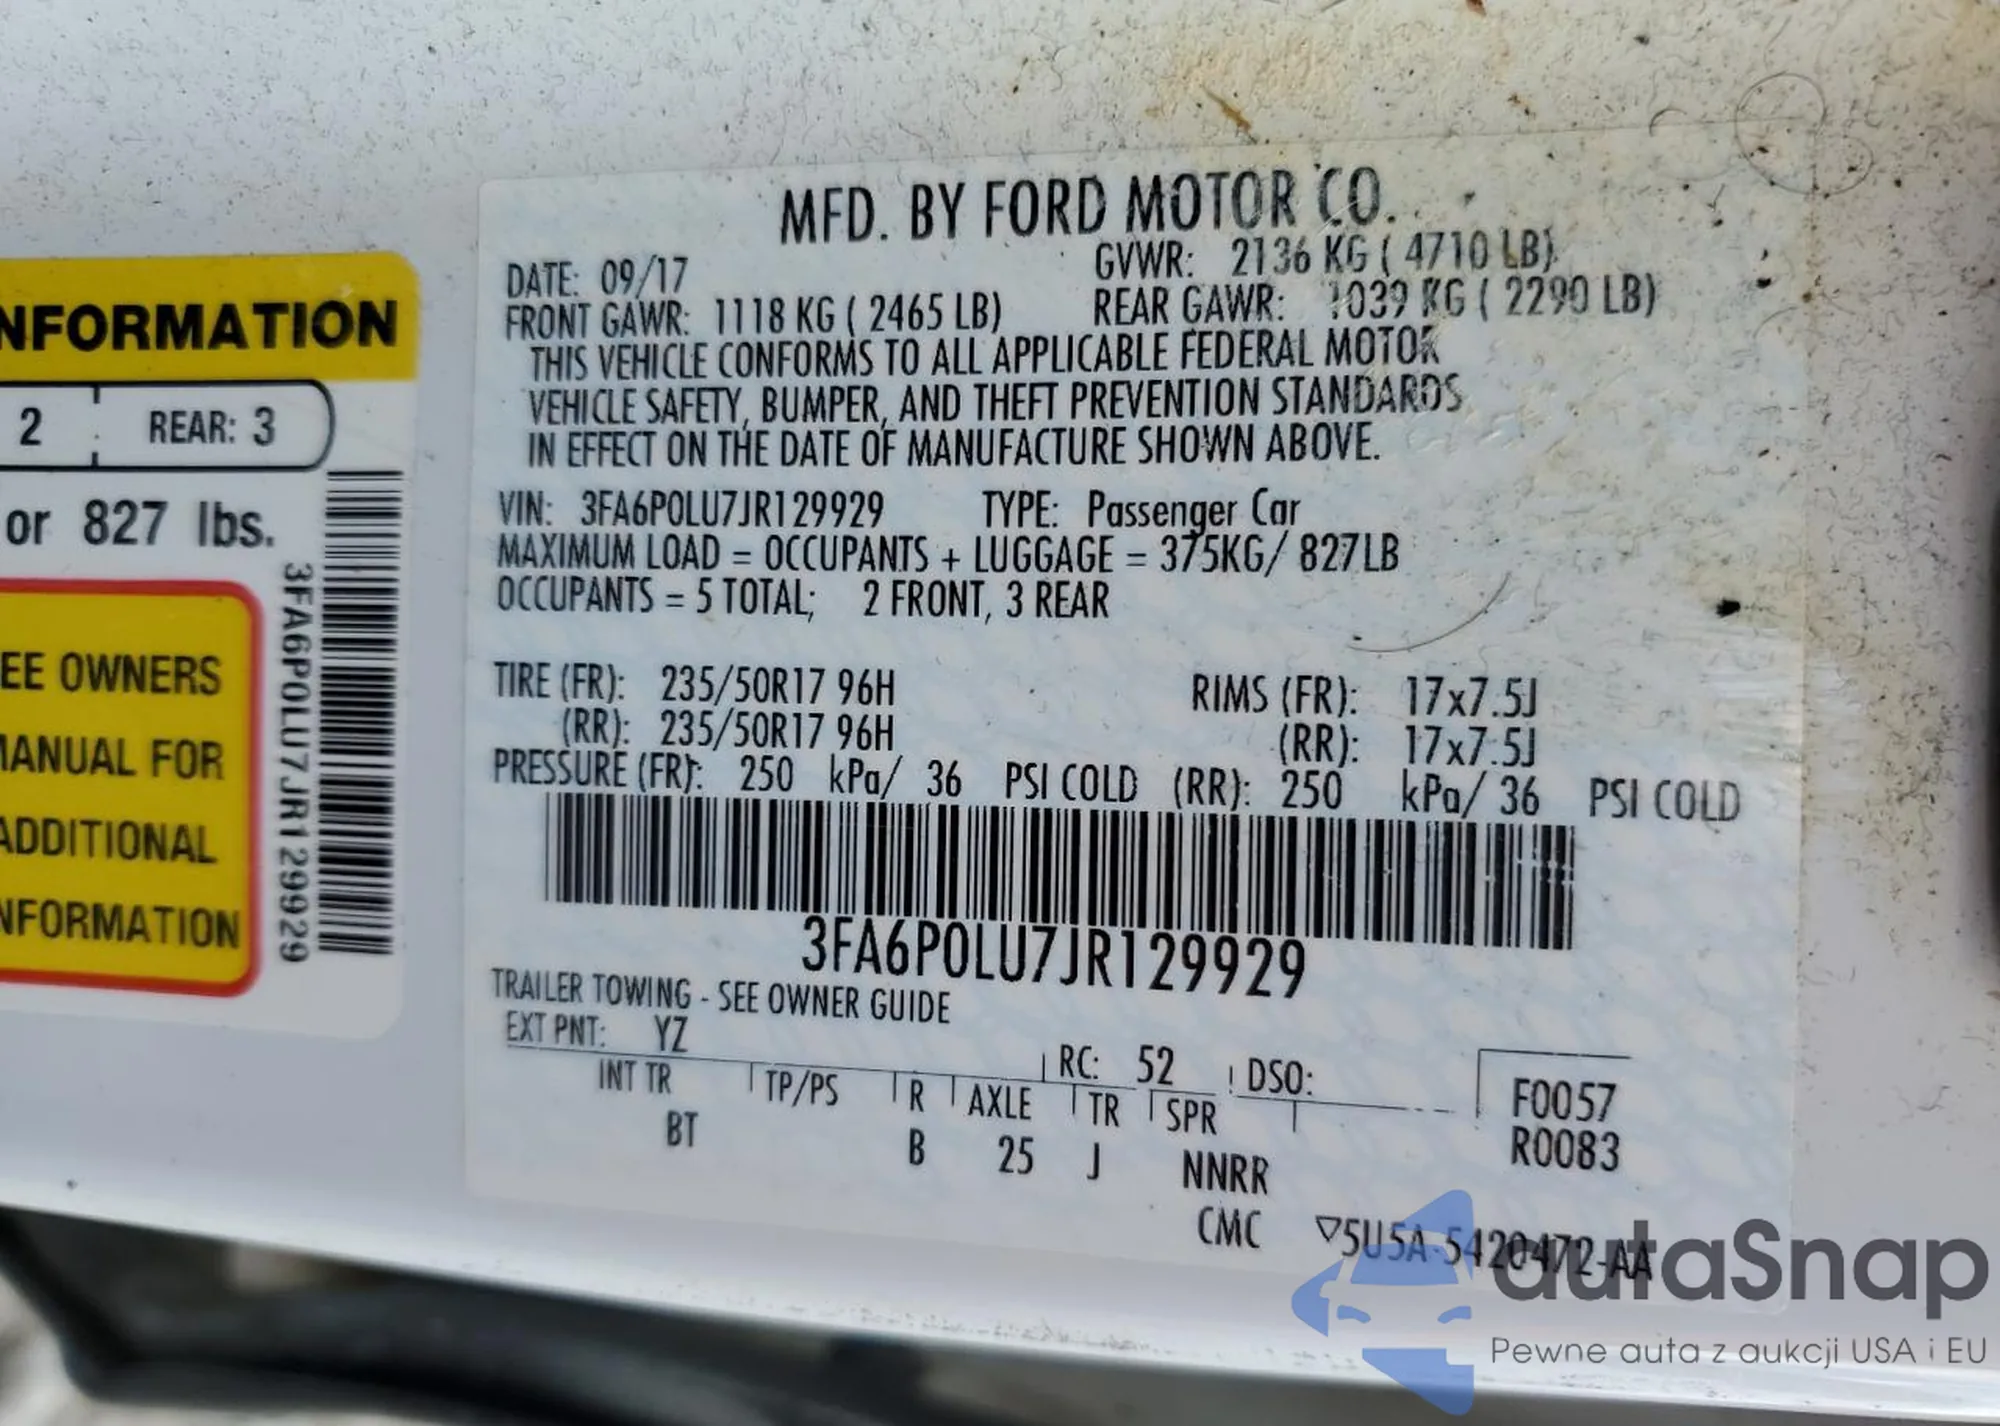 NFORMATION
2 REAR: 3
or 827 lbs.
EE OWNERS
MANUAL FOR
ADDITIONAL
NFORMATION
3FA6P0LU7JR129929
MFD. BY FORD MOTOR CO.
DATE: 09/17 GVWR: 2136 KG ( 4710 LB)
FRONT GAWR: 1118 KG ( 2465 LB) REAR GAWR: 1039 KG ( 2290 LB)
THIS VEHICLE CONFORMS TO ALL APPLICABLE FEDERAL MOTOR
VEHICLE SAFETY, BUMPER, AND THEFT PREVENTION STANDARDS
IN EFFECT ON THE DATE OF MANUFACTURE SHOWN ABOVE.
VIN: 3FA6P0LU7JR129929 TYPE: Passenger Car
MAXIMUM LOAD = OCCUPANTS + LUGGAGE = 375KG/ 827LB
OCCUPANTS = 5 TOTAL; 2 FRONT, 3 REAR
TIRE (FR): 235/50R17 96H RIMS (FR): 17x7.5J
(RR): 235/50R17 96H (RR): 17x7.5J
PRESSURE (FR): 250 kPa/ 36 PSI COLD (RR): 250 kPa/ 36 PSI COLD
3FA6P0LU7JR129929
TRAILER TOWING - SEE OWNER GUIDE
EXT PNT: YZ RC: 52 DSO:
INT TR TP/PS R AXLE TR SPR F0057
BT B 25 J NNRR R0083
CMC ▽5U5A-5420472-AA
autaSnap
Pewne auta z aukcji USA i EU